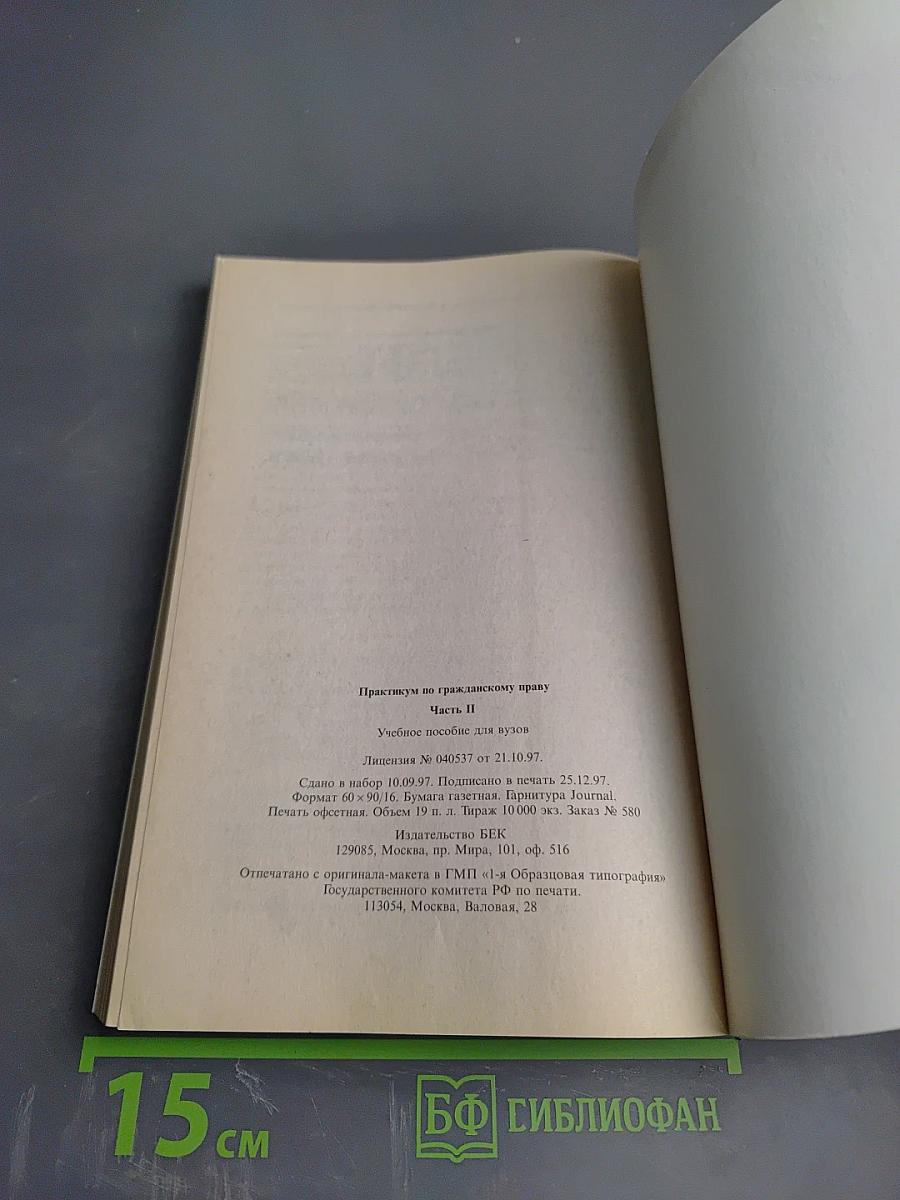 Практикум по гражданскому праву
Часть II
Учебное пособие для вузов
Лицензия № 040537 от 21.10.97.
Сдано в набор 10.09.97. Подписано в печать 25.12.97.
Формат 60 × 90/16. Бумага газетная. Гарнитура Journal.
Печать офсетная. Объем 19 п. л. Тираж 10 000 экз. Заказ № 580
Издательство БЕК
129085, Москва, пр. Мира, 101, оф. 516
Отпечатано с оригинала-макета в ГМП «1-я Образцовая типография»
Государственного комитета РФ по печати.
113054, Москва, Валовая, 28
15 см
БФ БИБЛИОФАН